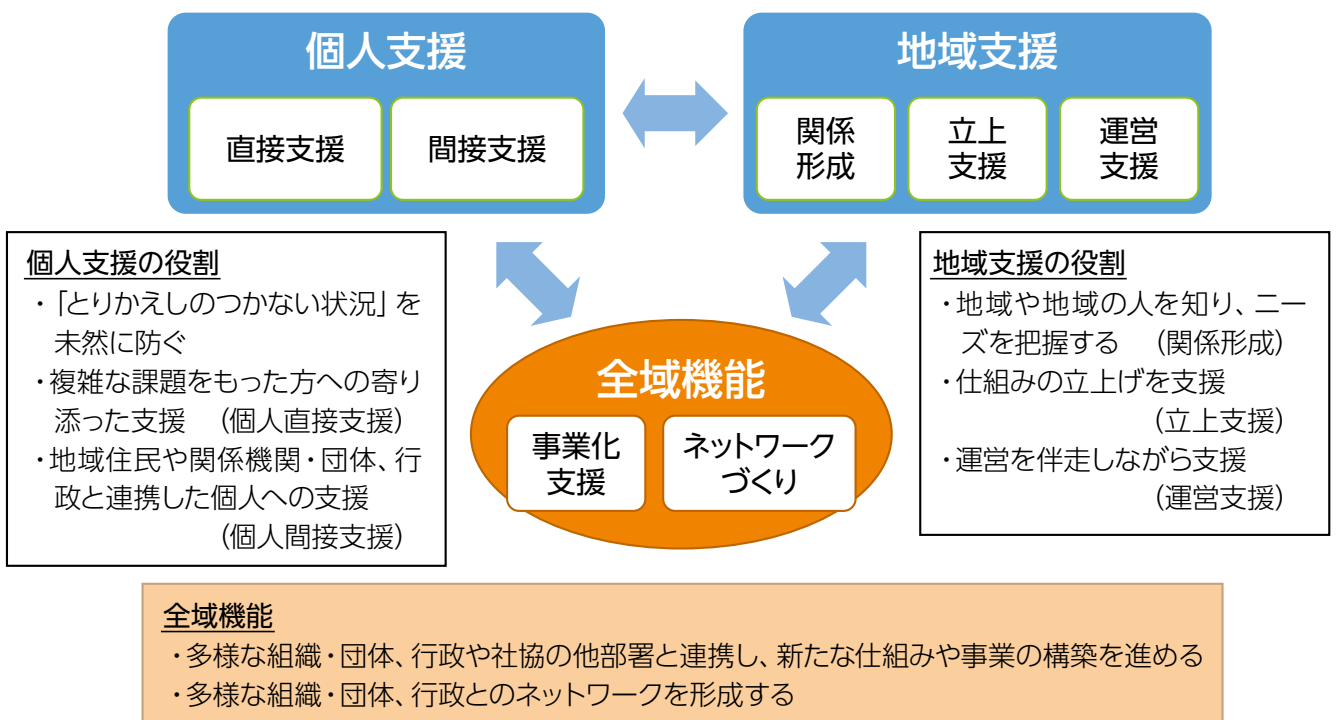 個人支援
直接支援
間接支援
地域支援
関係
形成
立上
支援
運営
支援
個人支援の役割
・「とりかえしのつかない状況」を
未然に防ぐ
・複雑な課題をもった方への寄り
添った支援　(個人直接支援)
・地域住民や関係機関・団体、行
政と連携した個人への支援
(個人間接支援)
全域機能
事業化
支援
ネットワーク
づくり
地域支援の役割
・地域や地域の人を知り、ニー
ズを把握する　(関係形成)
・仕組みの立上げを支援
(立上支援)
・運営を伴走しながら支援
(運営支援)
全域機能
・多様な組織・団体、行政や社協の他部署と連携し、新たな仕組みや事業の構築を進める
・多様な組織・団体、行政とのネットワークを形成する